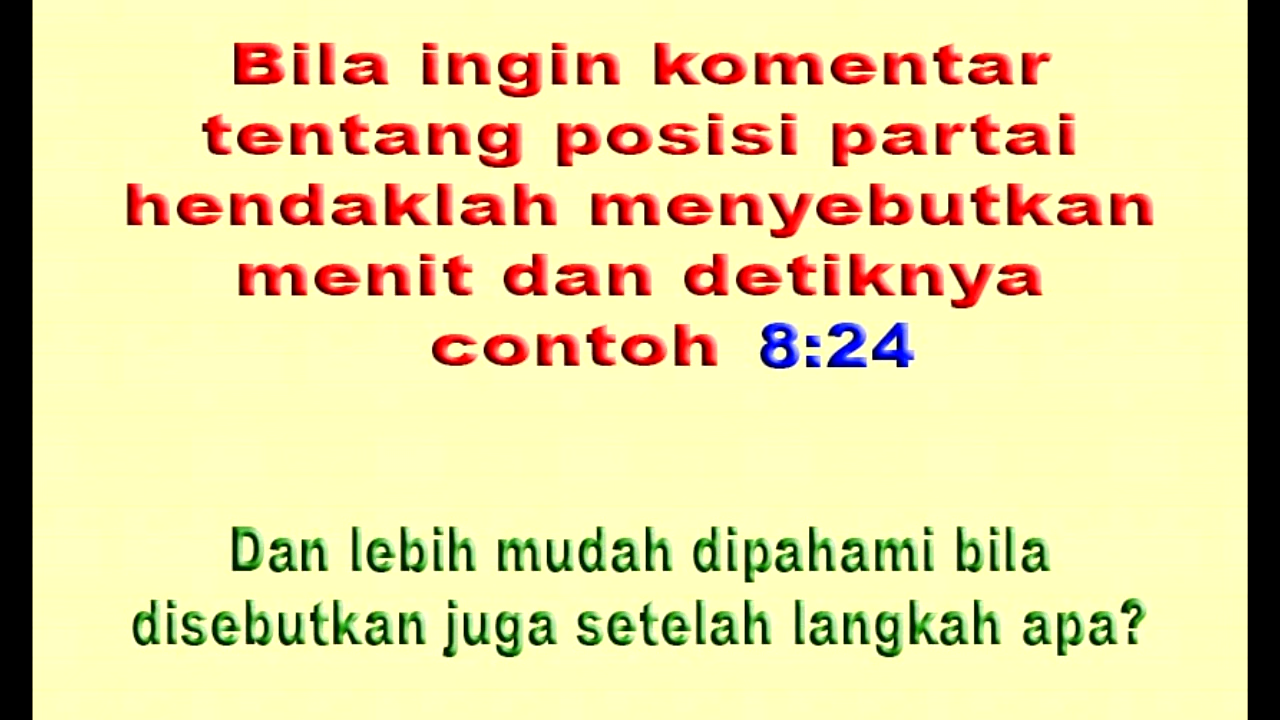 Bila ingin komentar
tentang posisi partai
hendaklah menyebutkan
menit dan detiknya
contoh 8:24
Dan lebih mudah dipahami bila
disebutkan juga setelah langkah apa?